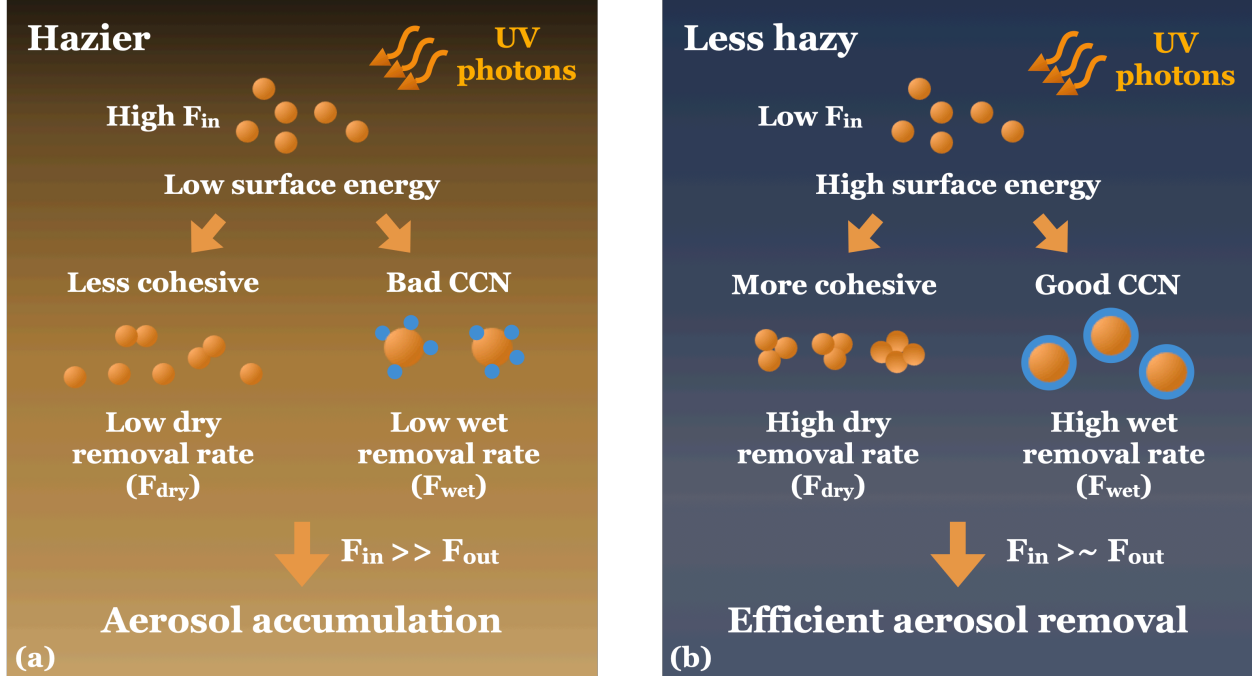 Hazier
UV
photons
High Fin
Low surface energy
Less cohesive
Bad CCN
Low dry
removal rate
(Fdry)
Low wet
removal rate
(Fwet)
Fin >> Fout
Aerosol accumulation
(a)
Less hazy
UV
photons
Low Fin
High surface energy
More cohesive
Good CCN
High dry
removal rate
(Fdry)
High wet
removal rate
(Fwet)
Fin >~ Fout
Efficient aerosol removal
(b)